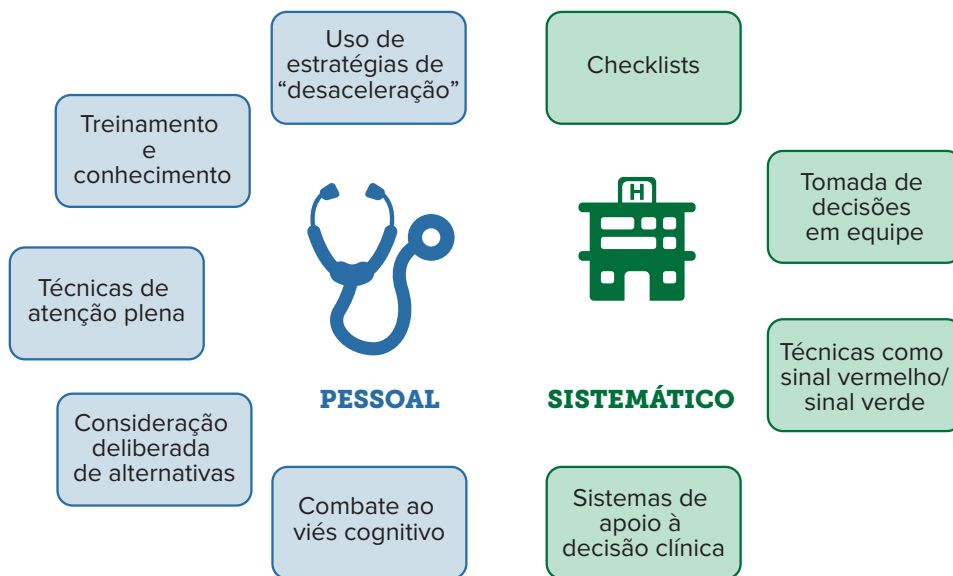 Uso de
estratégias de
“desaceleração”
Treinamento
e
conhecimento
Técnicas de
atenção plena
Consideração
deliberada
de alternativas
Combate ao
viés cognitivo
PESSOAL
Checklists
H
Tomada de
decisões
em equipe
Técnicas como
sinal vermelho/
sinal verde
Sistemas de
apoio à
decisão clínica
SISTEMÁTICO